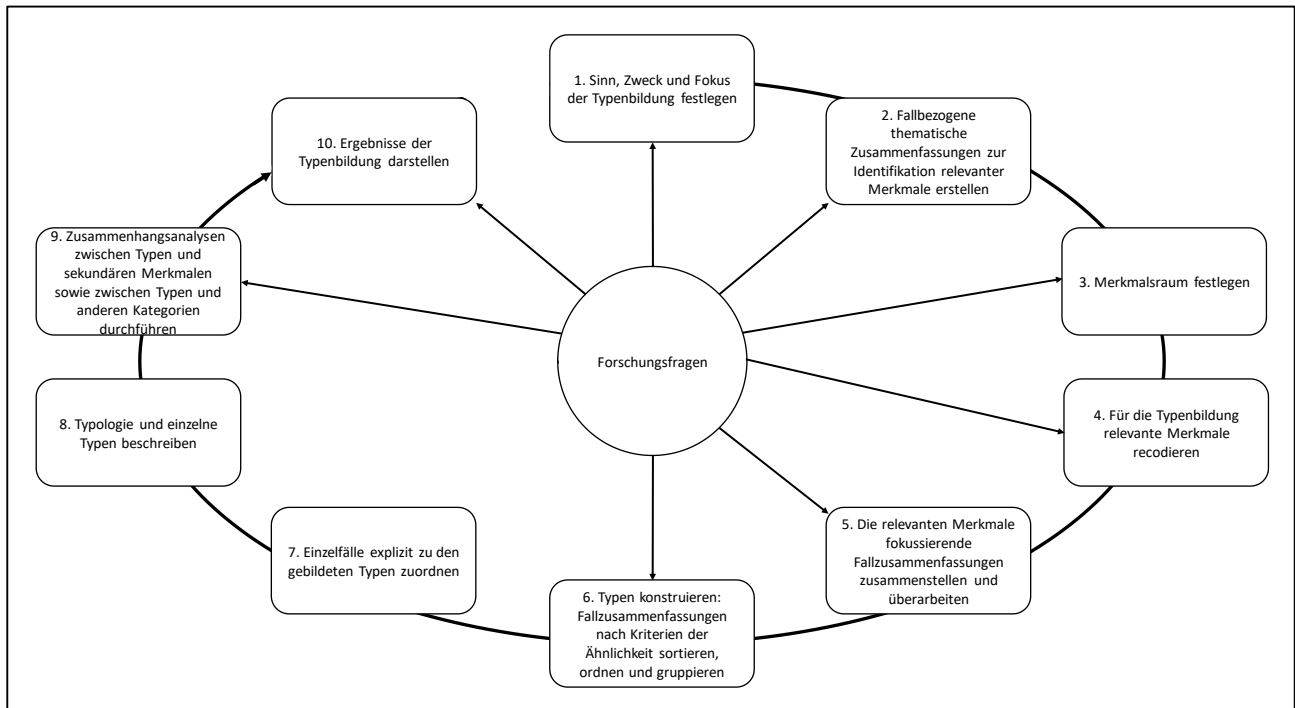 1. Sinn, Zweck und Fokus
der Typenbildung festlegen
2. Fallbezogene
thematische
Zusammenfassungen zur
Identifikation relevanter
Merkmale erstellen
3. Merkmalsraum festlegen
4. Für die Typenbildung
relevante Merkmale
recodieren
5. Die relevanten Merkmale
fokussierende
Fallzusammenfassungen
zusammenstellen und
überarbeiten
6. Typen konstruieren:
Fallzusammenfassungen
nach Kriterien der
Ähnlichkeit sortieren,
ordnen und gruppieren
7. Einzelfälle explizit zu den
gebildeten Typen zuordnen
8. Typologie und einzelne
Typen beschreiben
9. Zusammenhangsanalysen
zwischen Typen und
sekundären Merkmalen
sowie zwischen Typen und
anderen Kategorien
durchführen
10. Ergebnisse der
Typenbildung darstellen
Forschungsfragen